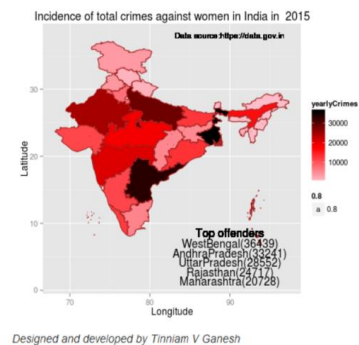 Incidence of total crimes against women in India in 2015
Data source:https://data.gov.in
30
20
10
0
Latitude
70
80
90
Longitude
yearlyCrimes
30000
20000
10000
0.8
a 0.8
Top offenders
WestBengal(36439)
AndhraPradesh(33241)
UttarPradesh(28552)
Rajasthan(24717)
Maharashtra(20728)
Designed and developed by Tinniam V Ganesh